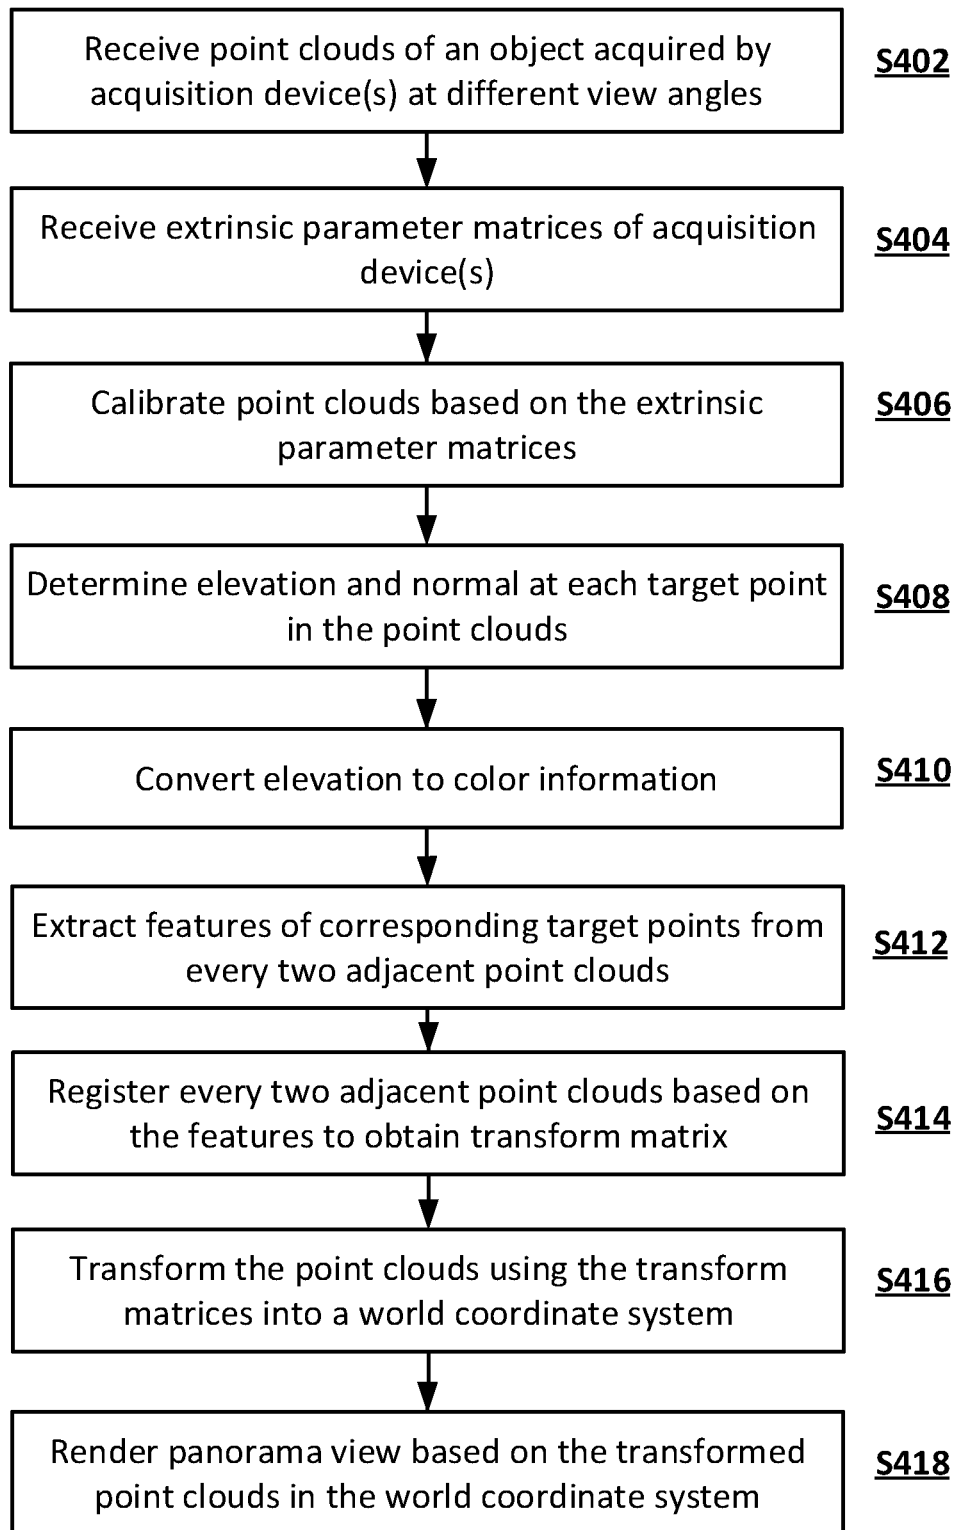 Receive point clouds of an object acquired by
acquisition device(s) at different view angles
S402
Receive extrinsic parameter matrices of acquisition
device(s)
S404
Calibrate point clouds based on the extrinsic
parameter matrices
S406
Determine elevation and normal at each target point
in the point clouds
S408
Convert elevation to color information
S410
Extract features of corresponding target points from
every two adjacent point clouds
S412
Register every two adjacent point clouds based on
the features to obtain transform matrix
S414
Transform the point clouds using the transform
matrices into a world coordinate system
S416
Render panorama view based on the transformed
point clouds in the world coordinate system
S418